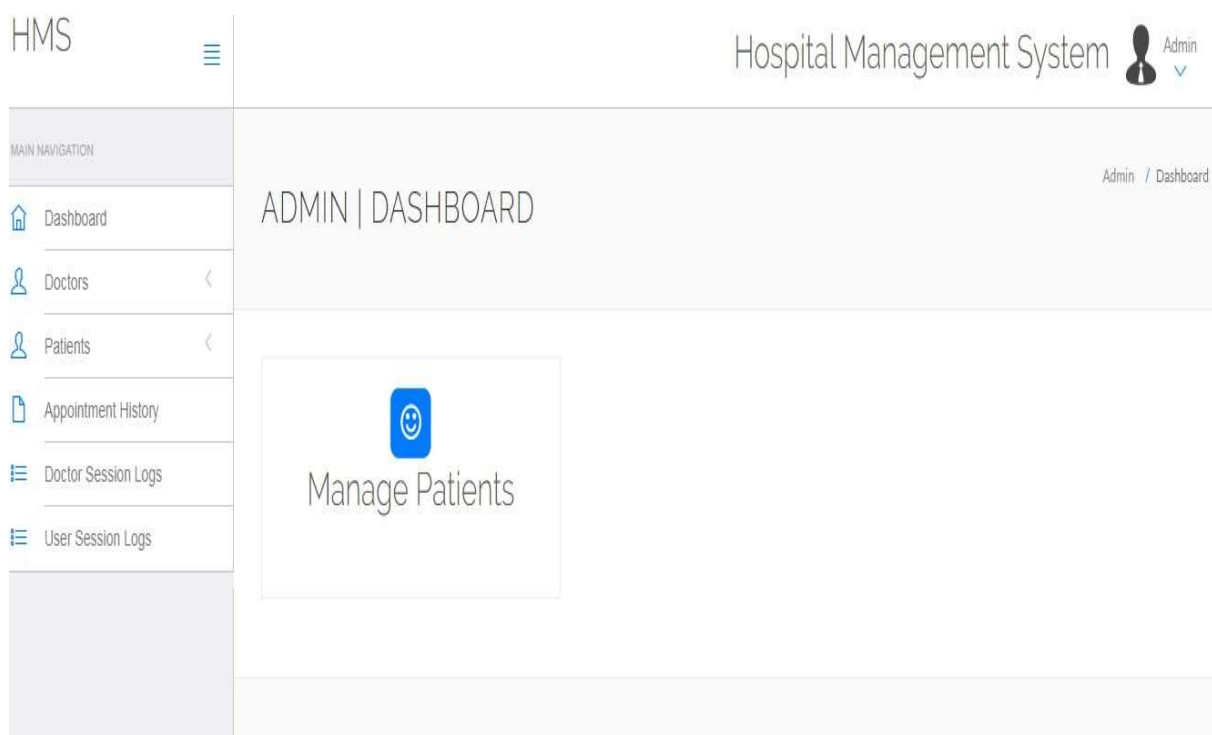 HMS
Hospital Management System
Admin
MAIN NAVIGATION
Dashboard
Doctors
Patients
Appointment History
Doctor Session Logs
User Session Logs
ADMIN | DASHBOARD
Admin / Dashboard
Manage Patients